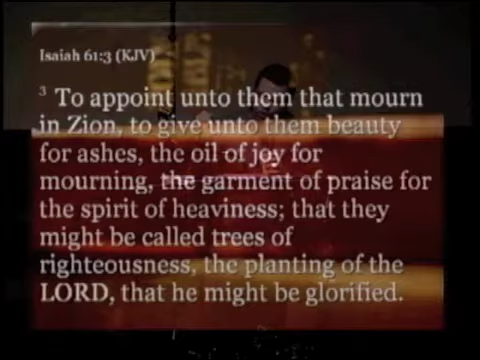 Isaiah 61:3 (KJV)
3 To appoint unto them that mourn
in Zion, to give unto them beauty
for ashes, the oil of joy for
mourning, the garment of praise for
the spirit of heaviness; that they
might be called trees of
righteousness, the planting of the
LORD, that he might be glorified.